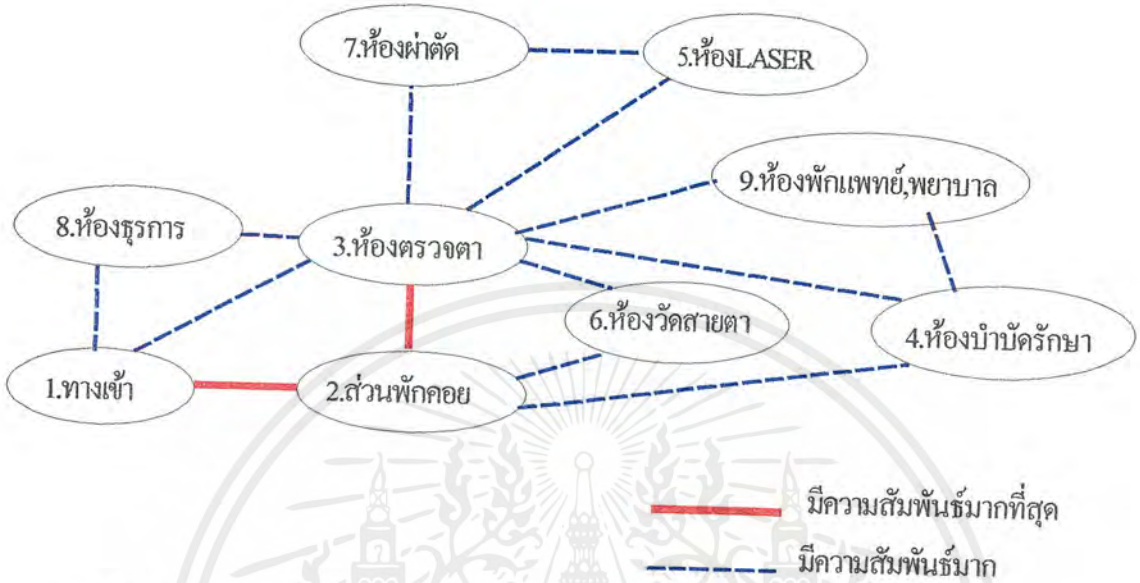 7.ห้องผ่าตัด
5.ห้องLASER
9.ห้องพักแพทย์,พยาบาล
8.ห้องธุรการ
3.ห้องตรวจตา
6.ห้องวัดสายตา
4.ห้องบำบัดรักษา
1.ทางเข้า
2.ส่วนพักคอย
มีความสัมพันธ์มากที่สุด
มีความสัมพันธ์มาก